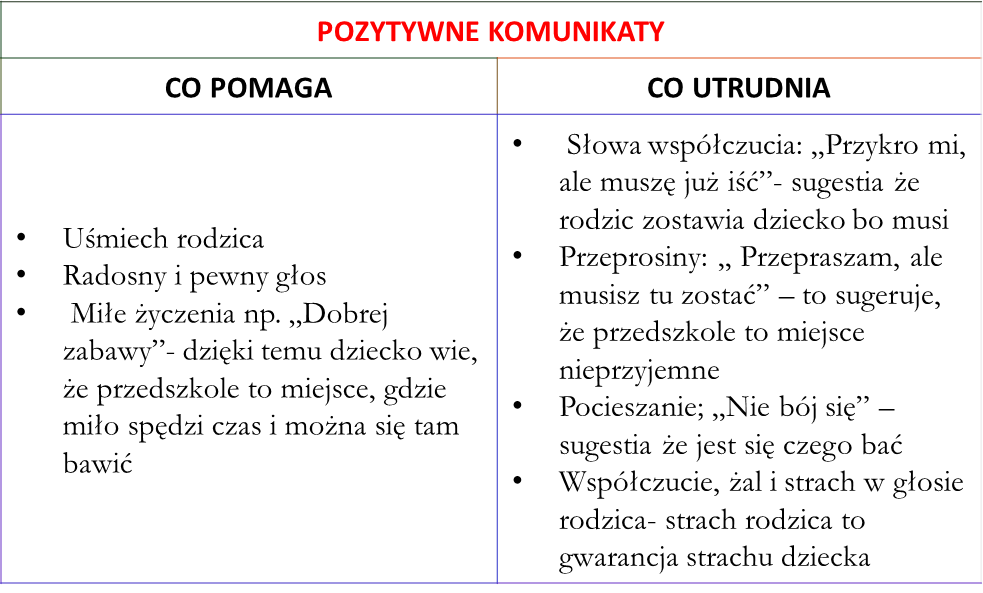 POZYTYWNE KOMUNIKATY
CO POMAGA
CO UTRUDNIA
• Uśmiech rodzica
• Radosny i pewny głos
• Miłe życzenia np. „Dobrej
zabawy”- dzięki temu dziecko wie,
że przedszkole to miejsce, gdzie
miło spędzi czas i można się tam
bawić
• Słowa współczucia: „Przykro mi,
ale muszę już iść”- sugestia że
rodzic zostawia dziecko bo musi
• Przeprosiny: „ Przepraszam, ale
musisz tu zostać” – to sugeruje,
że przedszkole to miejsce
nieprzyjemne
• Pocieszanie; „Nie bój się” –
sugestia że jest się czego bać
• Współczucie, żal i strach w głosie
rodzica- strach rodzica to
gwarancja strachu dziecka